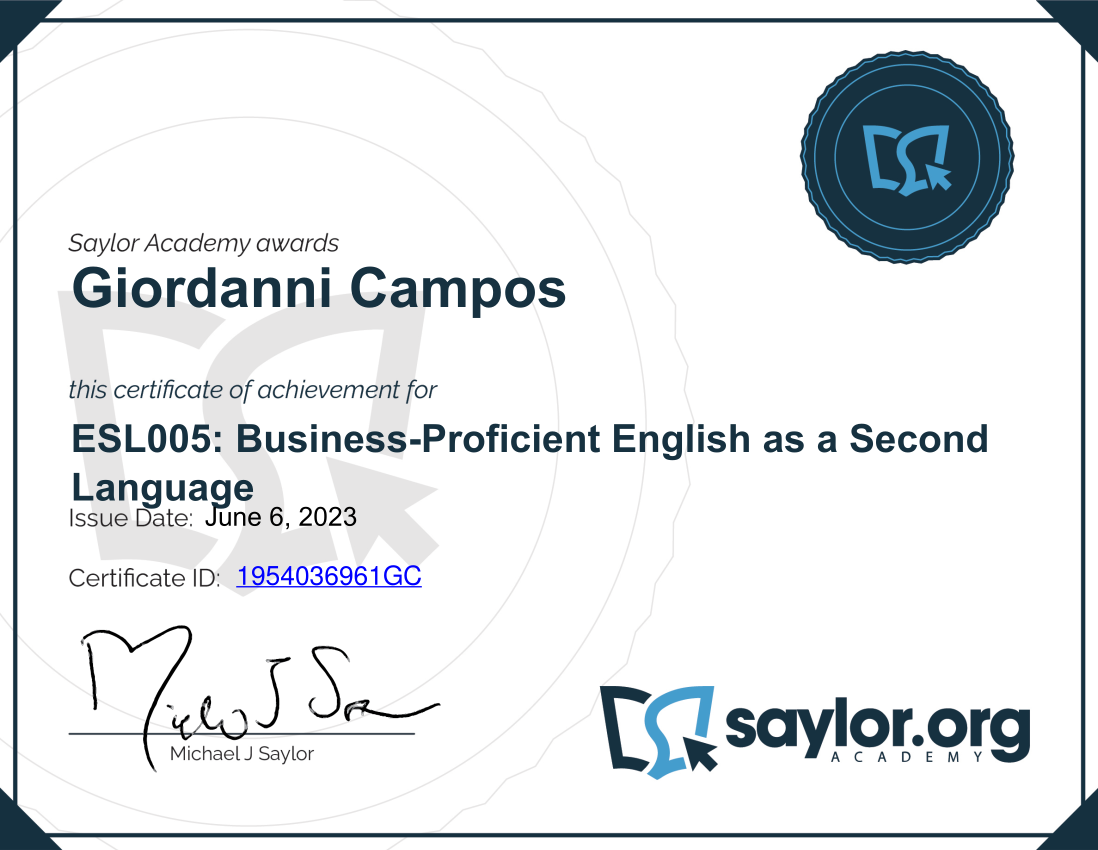 Saylor Academy awards
Giordanni Campos
this certificate of achievement for
ESL005: Business-Proficient English as a Second
Language
Issue Date: June 6, 2023
Certificate ID: 1954036961GC
Michael J Saylor
saylor.org
ACADEMY